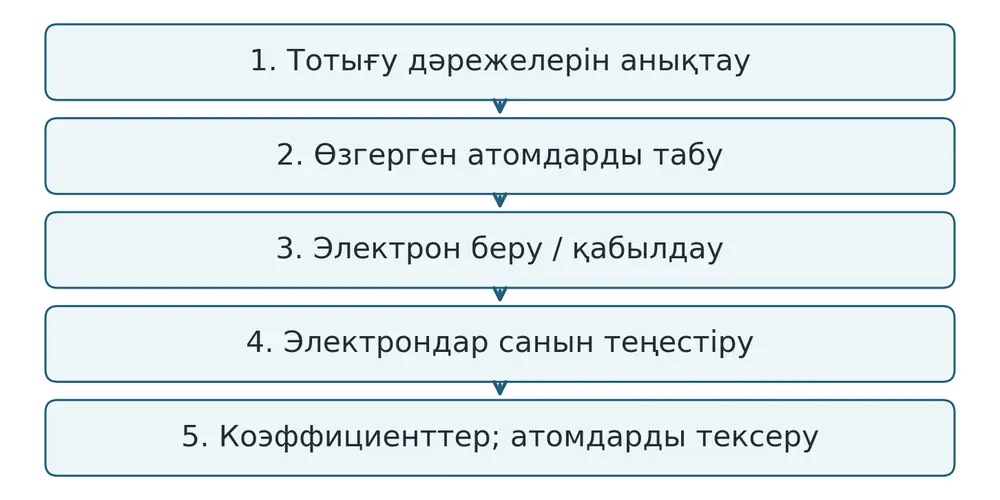 1. Тотығу дәрежелерін анықтау
2. Өзгерген атомдарды табу
3. Электрон беру / қабылдау
4. Электрондар санын теңестіру
5. Коэффициенттер; атомдарды тексеру